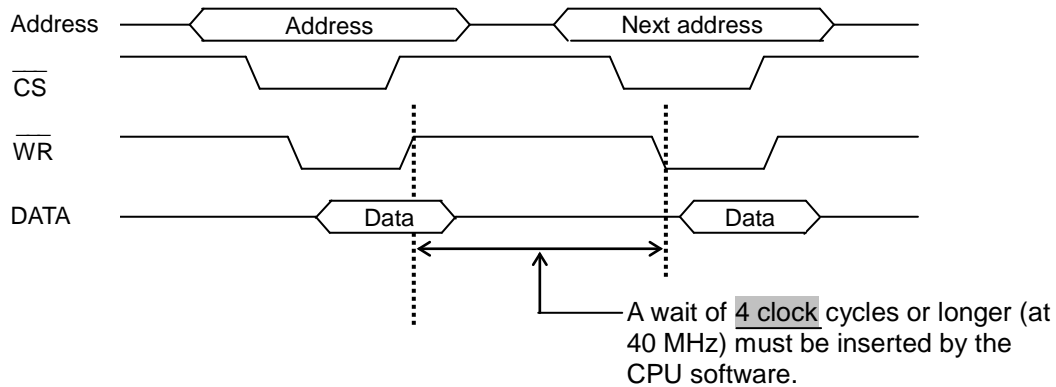 Address Address Next address
CS
WR
DATA Data Data
A wait of 4 clock cycles or longer (at
40 MHz) must be inserted by the
CPU software.